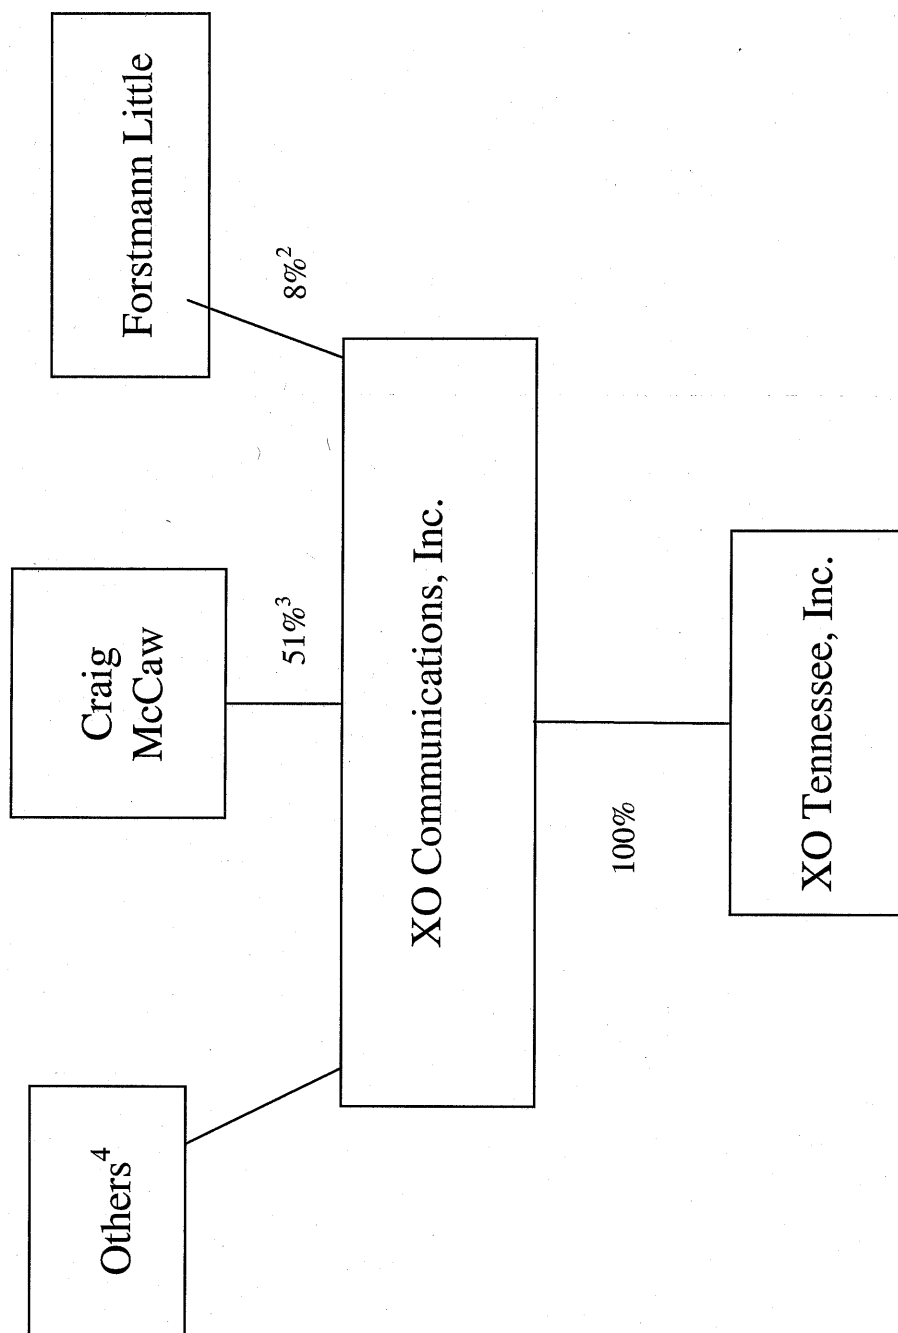 Others⁴
Craig
McCaw
Forstmann Little
51%³
8%²
XO Communications, Inc.
100%
XO Tennessee, Inc.